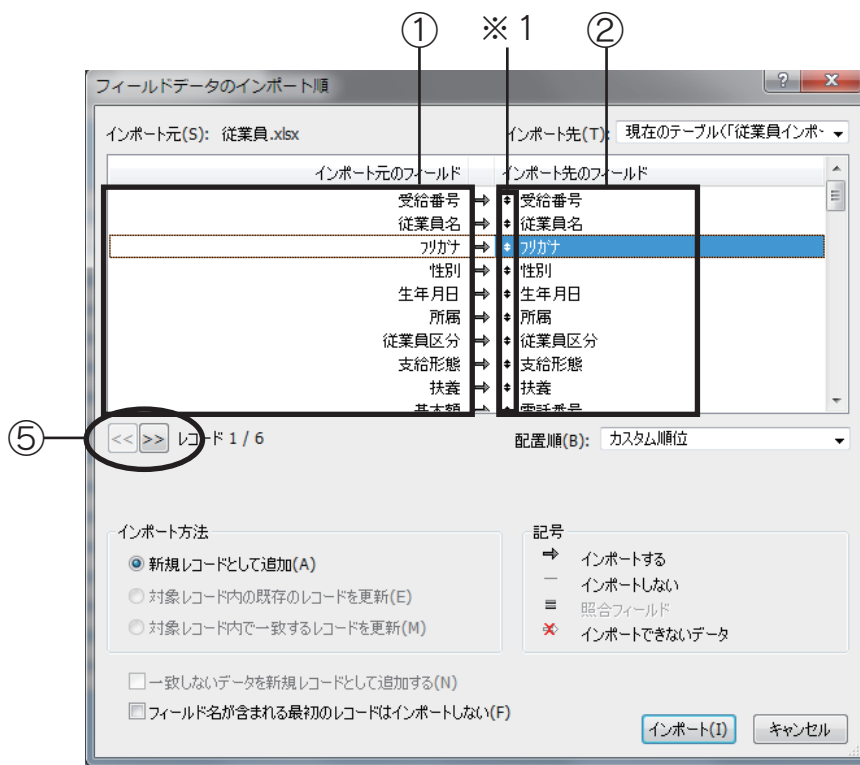 ① ※1 ②
フィールドデータのインポート順
インポート元(S): 従業員.xlsx インポート先(T): 現在のテーブル(「従業員インポ
インポート元のフィールド インポート先のフィールド
受給番号 ⇒ 受給番号
従業員名 ⇒ 従業員名
フリガナ ⇒ フリガナ
性別 ⇒ 性別
生年月日 ⇒ 生年月日
所属 ⇒ 所属
従業員区分 ⇒ 従業員区分
支給形態 ⇒ 支給形態
扶養 ⇒ 扶養
基本額 ⇒ 電話番号
⑤ << >> レコード 1 / 6 配置順(B): カスタム順位
インポート方法
新規レコードとして追加(A)
対象レコード内の既存のレコードを更新(E)
対象レコード内で一致するレコードを更新(M)
記号
⇒ インポートする
― インポートしない
≡ 照合フィールド
インポートできないデータ
一致しないデータを新規レコードとして追加する(N)
フィールド名が含まれる最初のレコードはインポートしない(F)
インポート(I) キャンセル